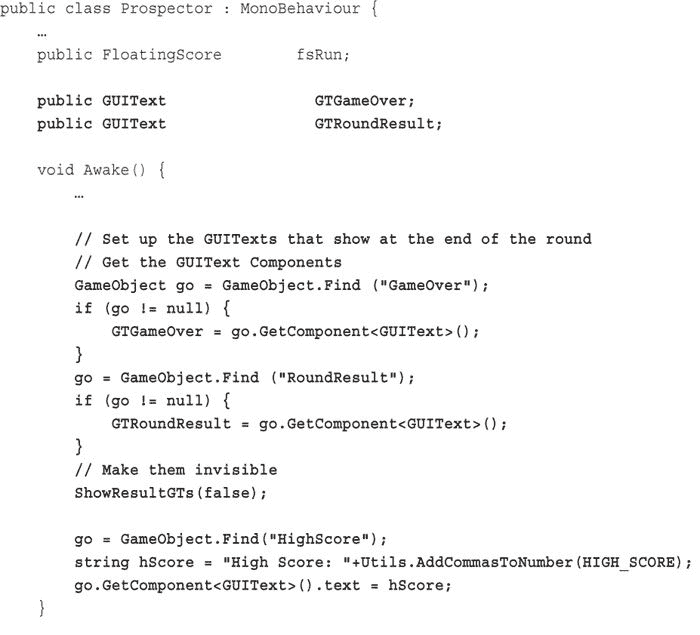 public class Prospector : MonoBehaviour {
…
public FloatingScore fsRun;
public GUIText GTGameOver;
public GUIText GTRoundResult;
void Awake() {
…
// Set up the GUITexts that show at the end of the round
// Get the GUIText Components
GameObject go = GameObject.Find ("GameOver");
if (go != null) {
GTGameOver = go.GetComponent<GUIText>();
}
go = GameObject.Find ("RoundResult");
if (go != null) {
GTRoundResult = go.GetComponent<GUIText>();
}
// Make them invisible
ShowResultGTs(false);
go = GameObject.Find("HighScore");
string hScore = "High Score: "+Utils.AddCommasToNumber(HIGH_SCORE);
go.GetComponent<GUIText>().text = hScore;
}